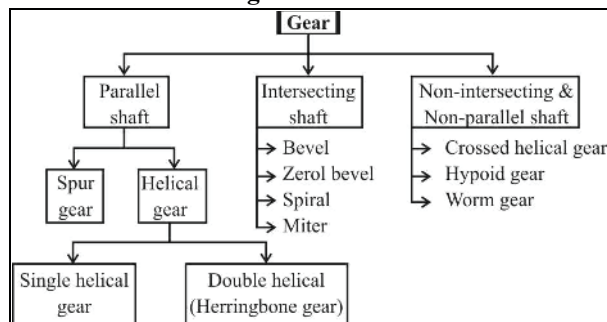 Gear
Parallel
shaft
Intersecting
shaft
Non-intersecting &
Non-parallel shaft
Spur
gear
Helical
gear
Bevel
Zerol bevel
Spiral
Miter
Crossed helical gear
Hypoid gear
Worm gear
Single helical
gear
Double helical
(Herringbone gear)